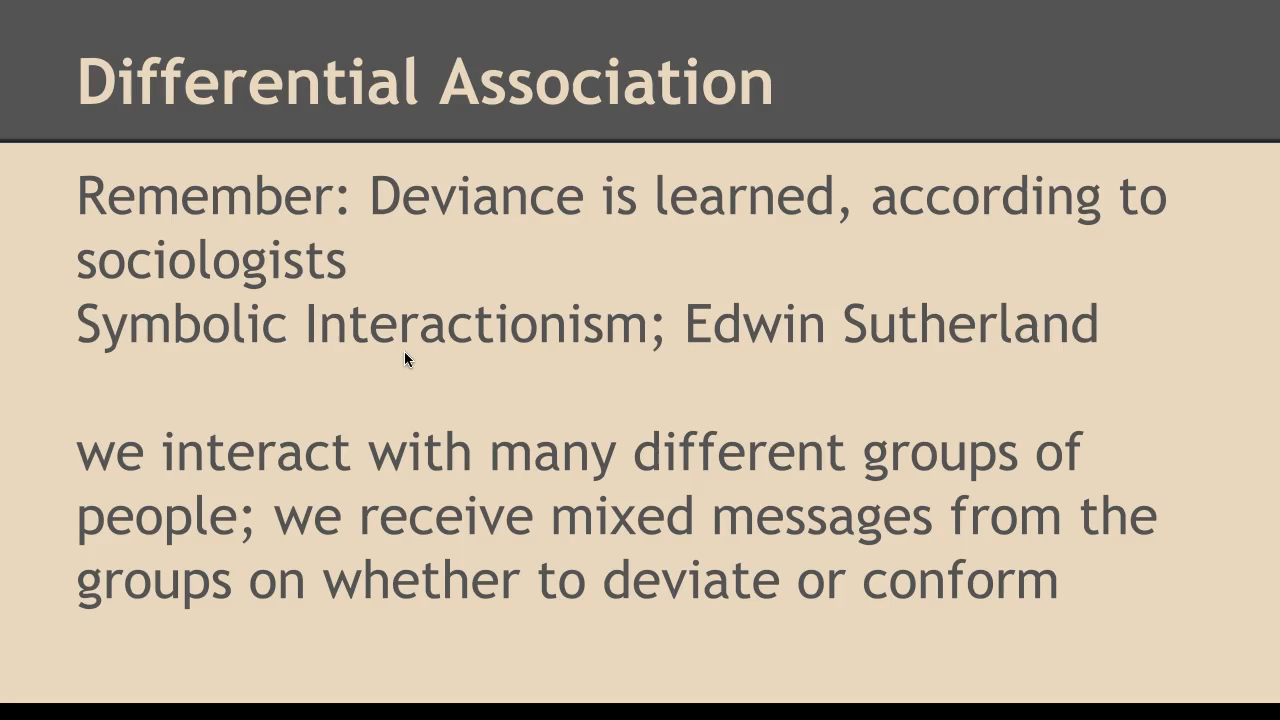 Differential Association
Remember: Deviance is learned, according to
sociologists
Symbolic Interactionism; Edwin Sutherland
we interact with many different groups of
people; we receive mixed messages from the
groups on whether to deviate or conform